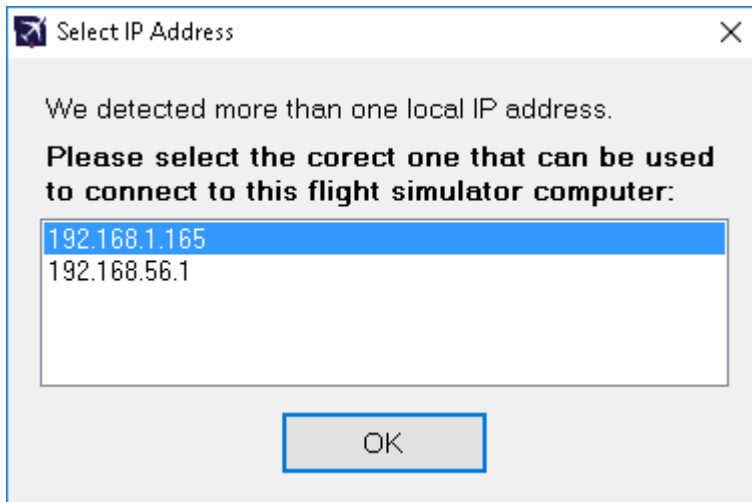 Select IP Address
We detected more than one local IP address.
Please select the corect one that can be used
to connect to this flight simulator computer:
192.168.1.165
192.168.56.1
OK